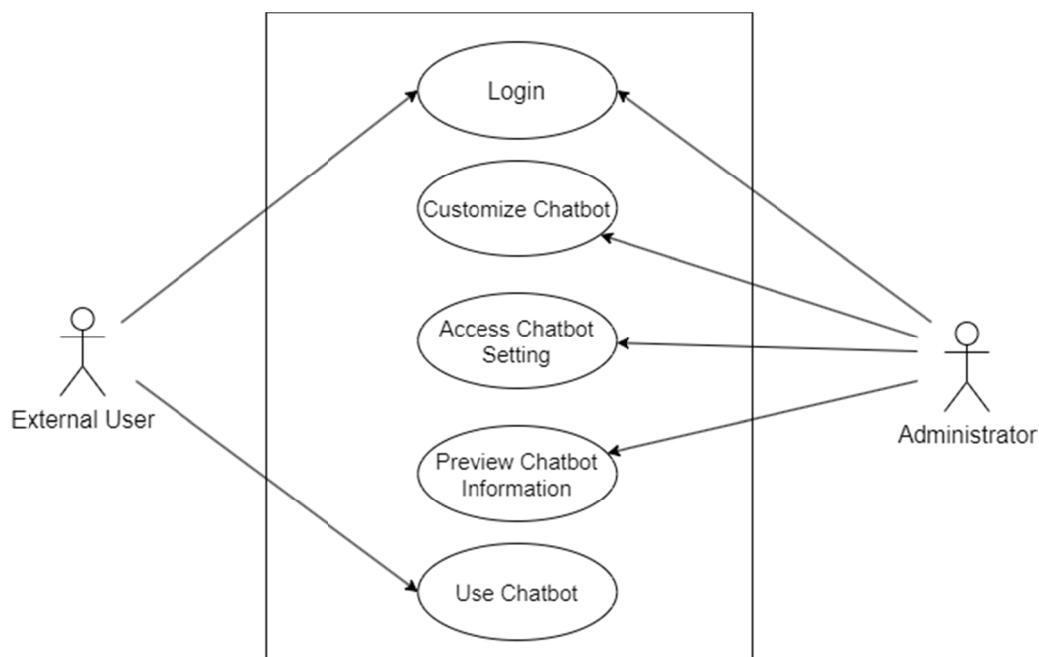 Login
Customize Chatbot
Access Chatbot
Setting
External User
Administrator
Preview Chatbot
Information
Use Chatbot